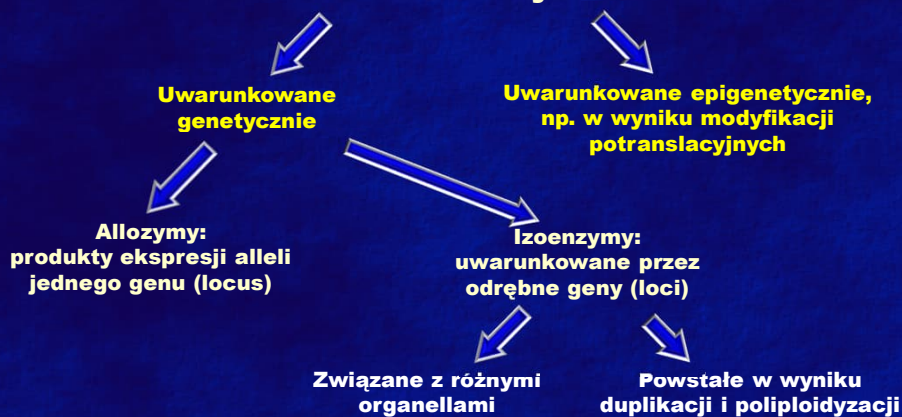 Uwarunkowane
genetycznie
Uwarunkowane epigenetycznie,
np. w wyniku modyfikacji
potranslacyjnych
Allozymy:
produkty ekspresji alleli
jednego genu (locus)
Izoenzymy:
uwarunkowane przez
odrębne geny (loci)
Związane z różnymi
organellami
Powstałe w wyniku
duplikacji i poliploidyzacji